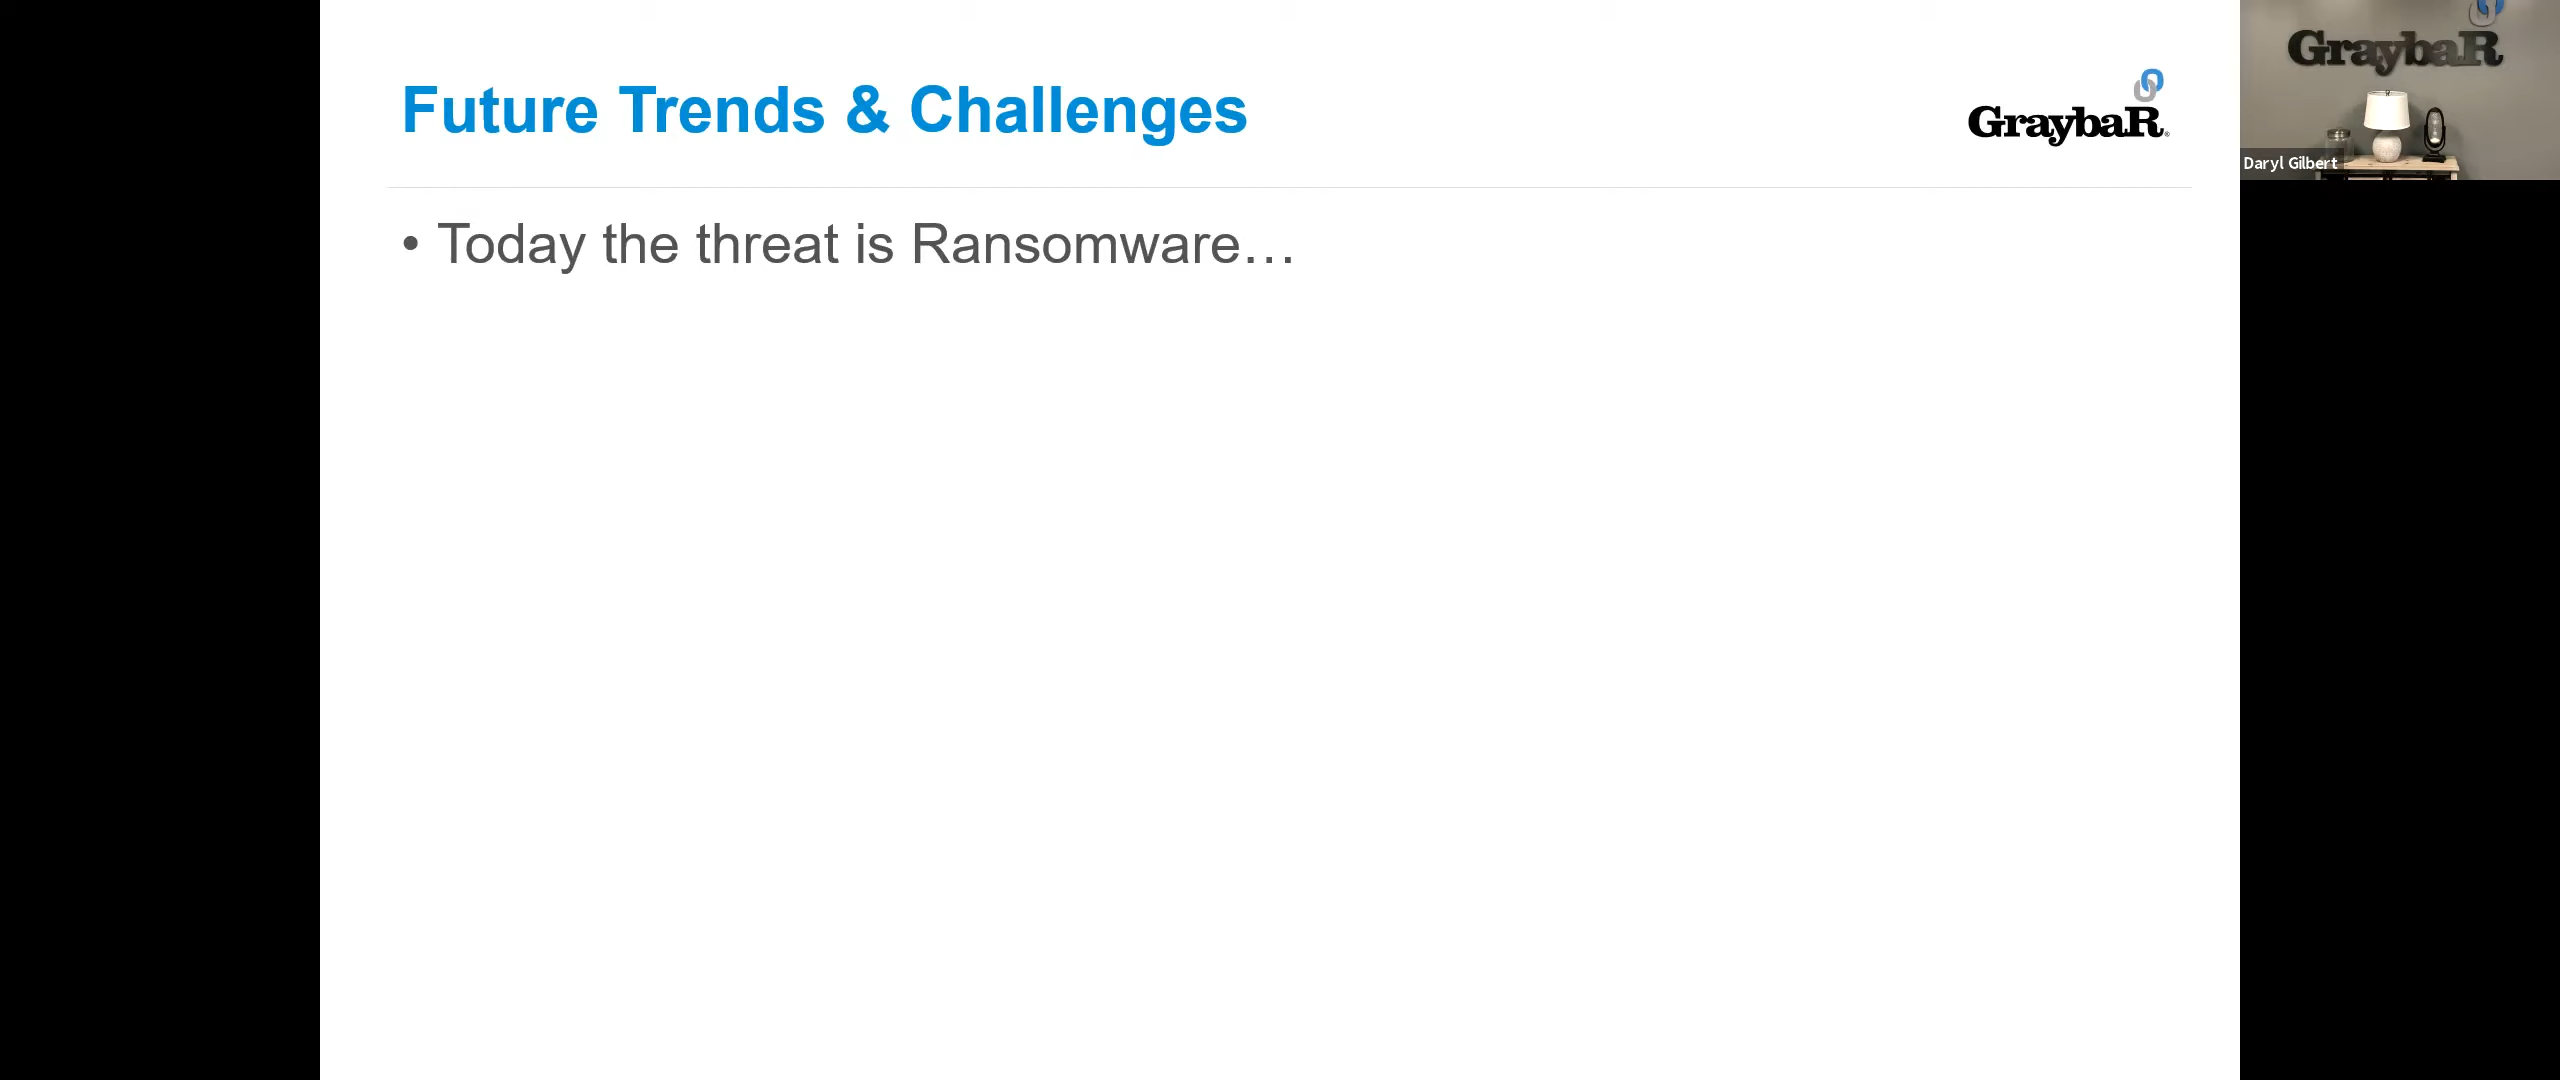 Future Trends & Challenges
GraybaR®
• Today the threat is Ransomware…
GraybaR
Daryl Gilbert